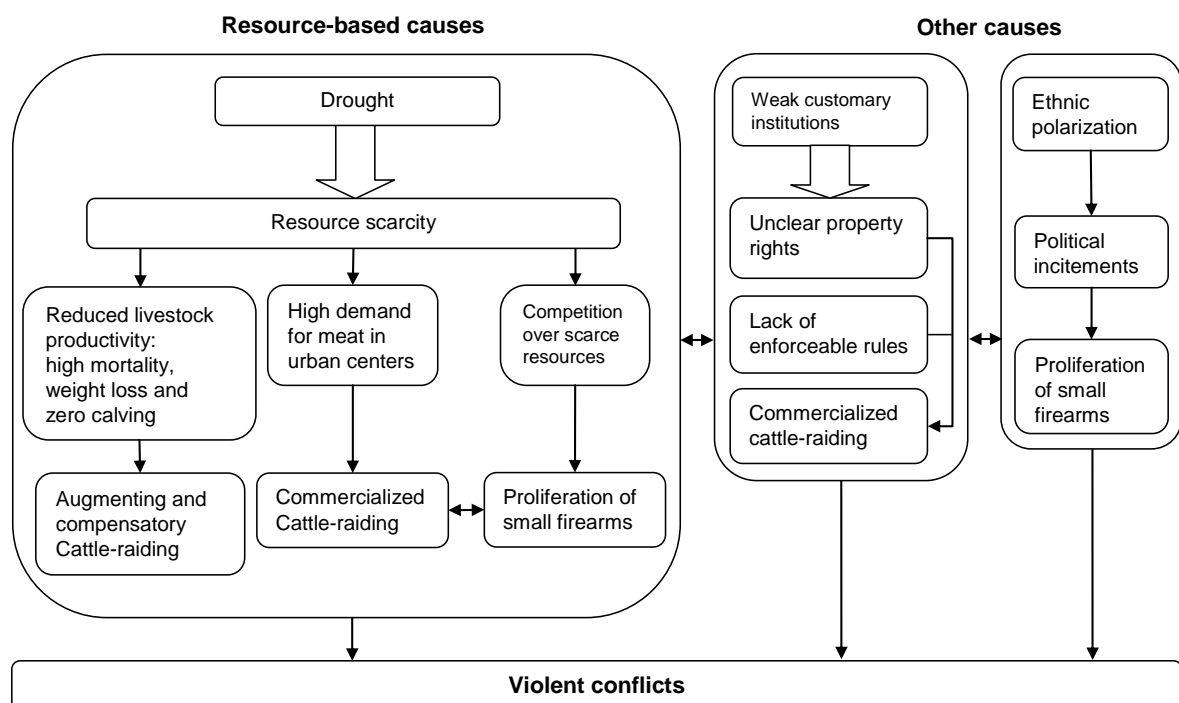 Resource-based causes
Other causes
Drought
Resource scarcity
Reduced livestock
productivity:
high mortality,
weight loss and
zero calving
High demand
for meat in
urban centers
Competition
over scarce
resources
Augmenting and
compensatory
Cattle-raiding
Commercialized
Cattle-raiding
Proliferation of
small firearms
Weak customary
institutions
Unclear property
rights
Lack of
enforceable rules
Commercialized
cattle-raiding
Ethnic
polarization
Political
incitements
Proliferation
of small
firearms
Violent conflicts